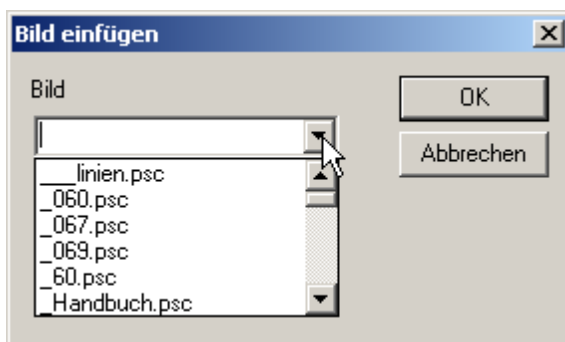 Bild einfügen
Bild
OK
Abbrechen
___linien.psc
_060.psc
_067.psc
_069.psc
_60.psc
_Handbuch.psc